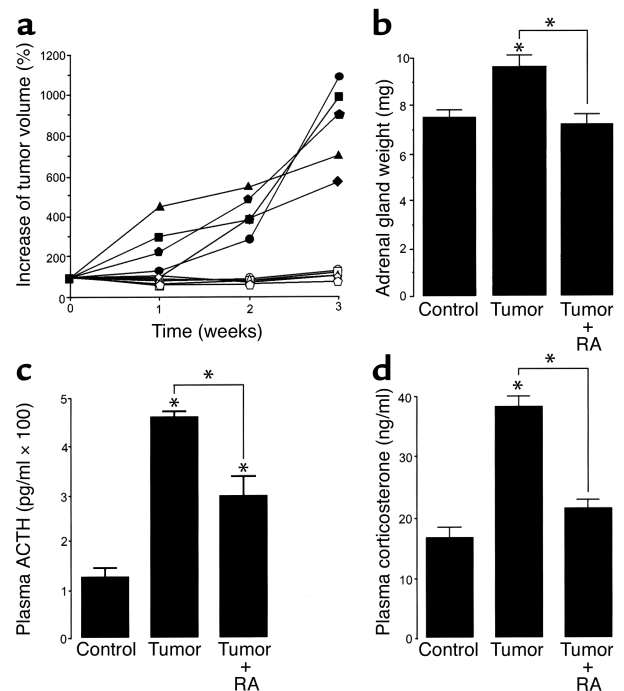 a
Increase of tumor volume (%)
1200
1000
800
600
400
200
0
0 1 2 3
Time (weeks)
b
*
*
Adrenal gland weight (mg)
10
8
6
4
2
0
Control Tumor Tumor
+
RA
c
*
*
*
Plasma ACTH (pg/ml × 100)
5
4
3
2
1
0
Control Tumor Tumor
+
RA
d
*
*
Plasma corticosterone (ng/ml)
40
30
20
10
0
Control Tumor Tumor
+
RA